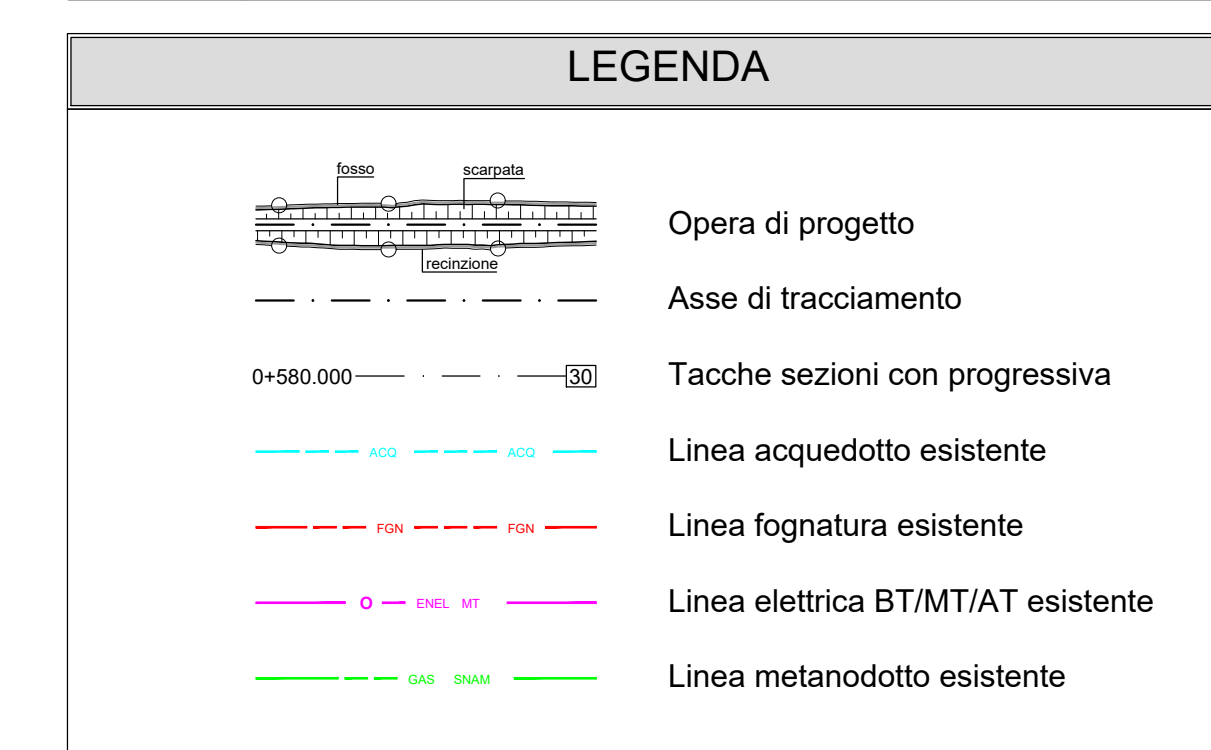 LEGENDA
fosso scarpata
recinzione
Opera di progetto
Asse di tracciamento
0+580.000 30 Tacche sezioni con progressiva
ACQ ACQ Linea acquedotto esistente
FGN FGN Linea fognatura esistente
O ENEL MT Linea elettrica BT/MT/AT esistente
GAS SNAM Linea metanodotto esistente